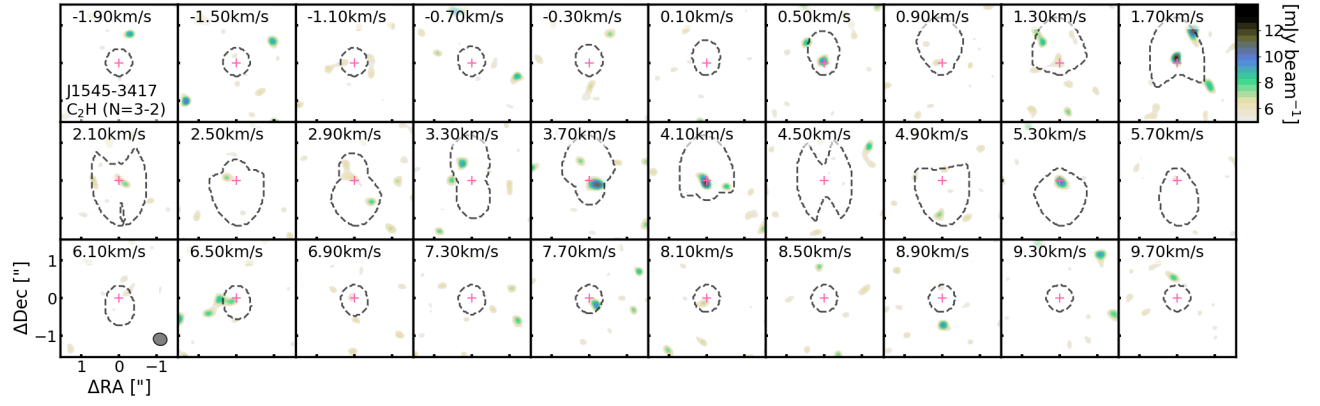 -1.90km/s -1.50km/s -1.10km/s -0.70km/s -0.30km/s 0.10km/s 0.50km/s 0.90km/s 1.30km/s 1.70km/s
J1545-3417
C₂H (N=3-2)
12
10
8
6
[mJy beam⁻¹]
2.10km/s 2.50km/s 2.90km/s 3.30km/s 3.70km/s 4.10km/s 4.50km/s 4.90km/s 5.30km/s 5.70km/s
6.10km/s 6.50km/s 6.90km/s 7.30km/s 7.70km/s 8.10km/s 8.50km/s 8.90km/s 9.30km/s 9.70km/s
1
0
−1
ΔDec ["]
1 0 −1
ΔRA ["]